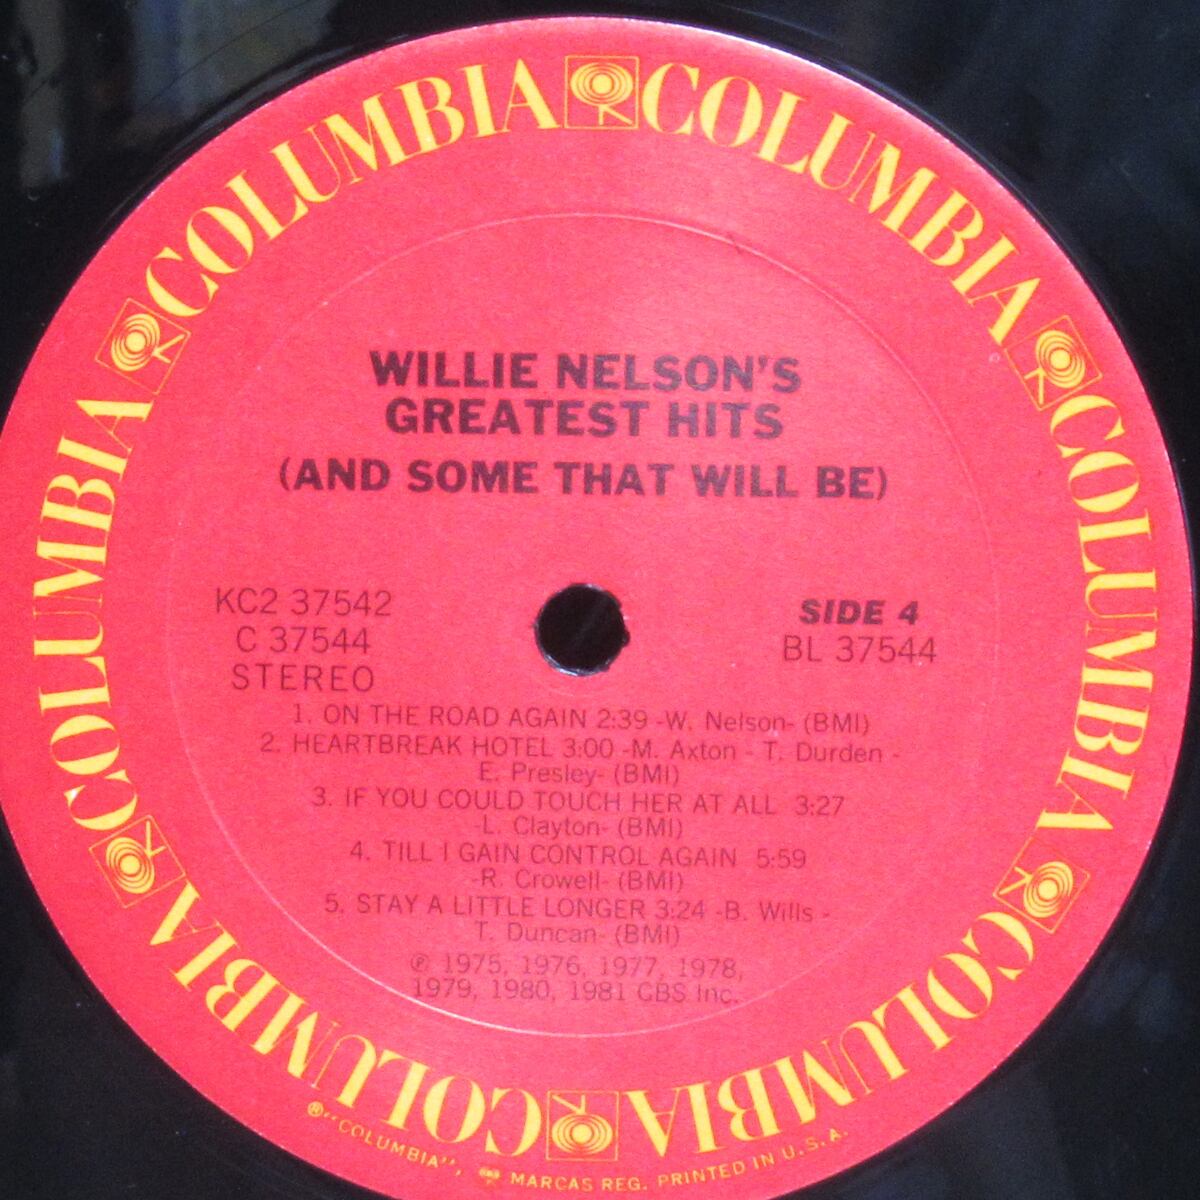 COLUMBIA COLUMBIA COLUMBIA COLUMBIA COLUMBIA COLUMBIA COLUMBIA
WILLIE NELSON'S
GREATEST HITS
(AND SOME THAT WILL BE)
KC2 37542
C 37544
STEREO
SIDE 4
BL 37544
1. ON THE ROAD AGAIN 2:39 -W. Nelson- (BMI)
2. HEARTBREAK HOTEL 3:00 -M. Axton - T. Durden -
E. Presley- (BMI)
3. IF YOU COULD TOUCH HER AT ALL 3:27
-L. Clayton- (BMI)
4. TILL I GAIN CONTROL AGAIN 5:59
-R. Crowell- (BMI)
5. STAY A LITTLE LONGER 3:24 -B. Wills -
T. Duncan- (BMI)
℗ 1975, 1976, 1977, 1978,
1979, 1980, 1981 CBS Inc.
®"COLUMBIA", MARCAS REG. PRINTED IN U.S.A.